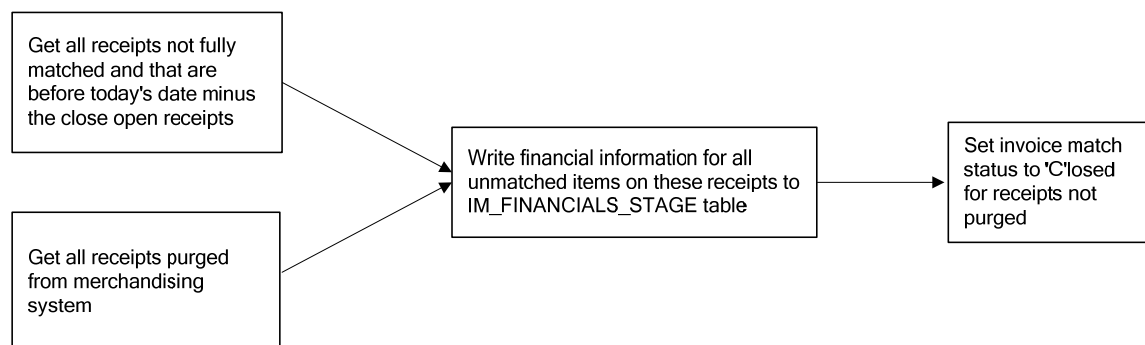 Get all receipts not fully
matched and that are
before today's date minus
the close open receipts
Get all receipts purged
from merchandising
system
Write financial information for all
unmatched items on these receipts to
IM_FINANCIALS_STAGE table
Set invoice match
status to 'C'losed
for receipts not
purged